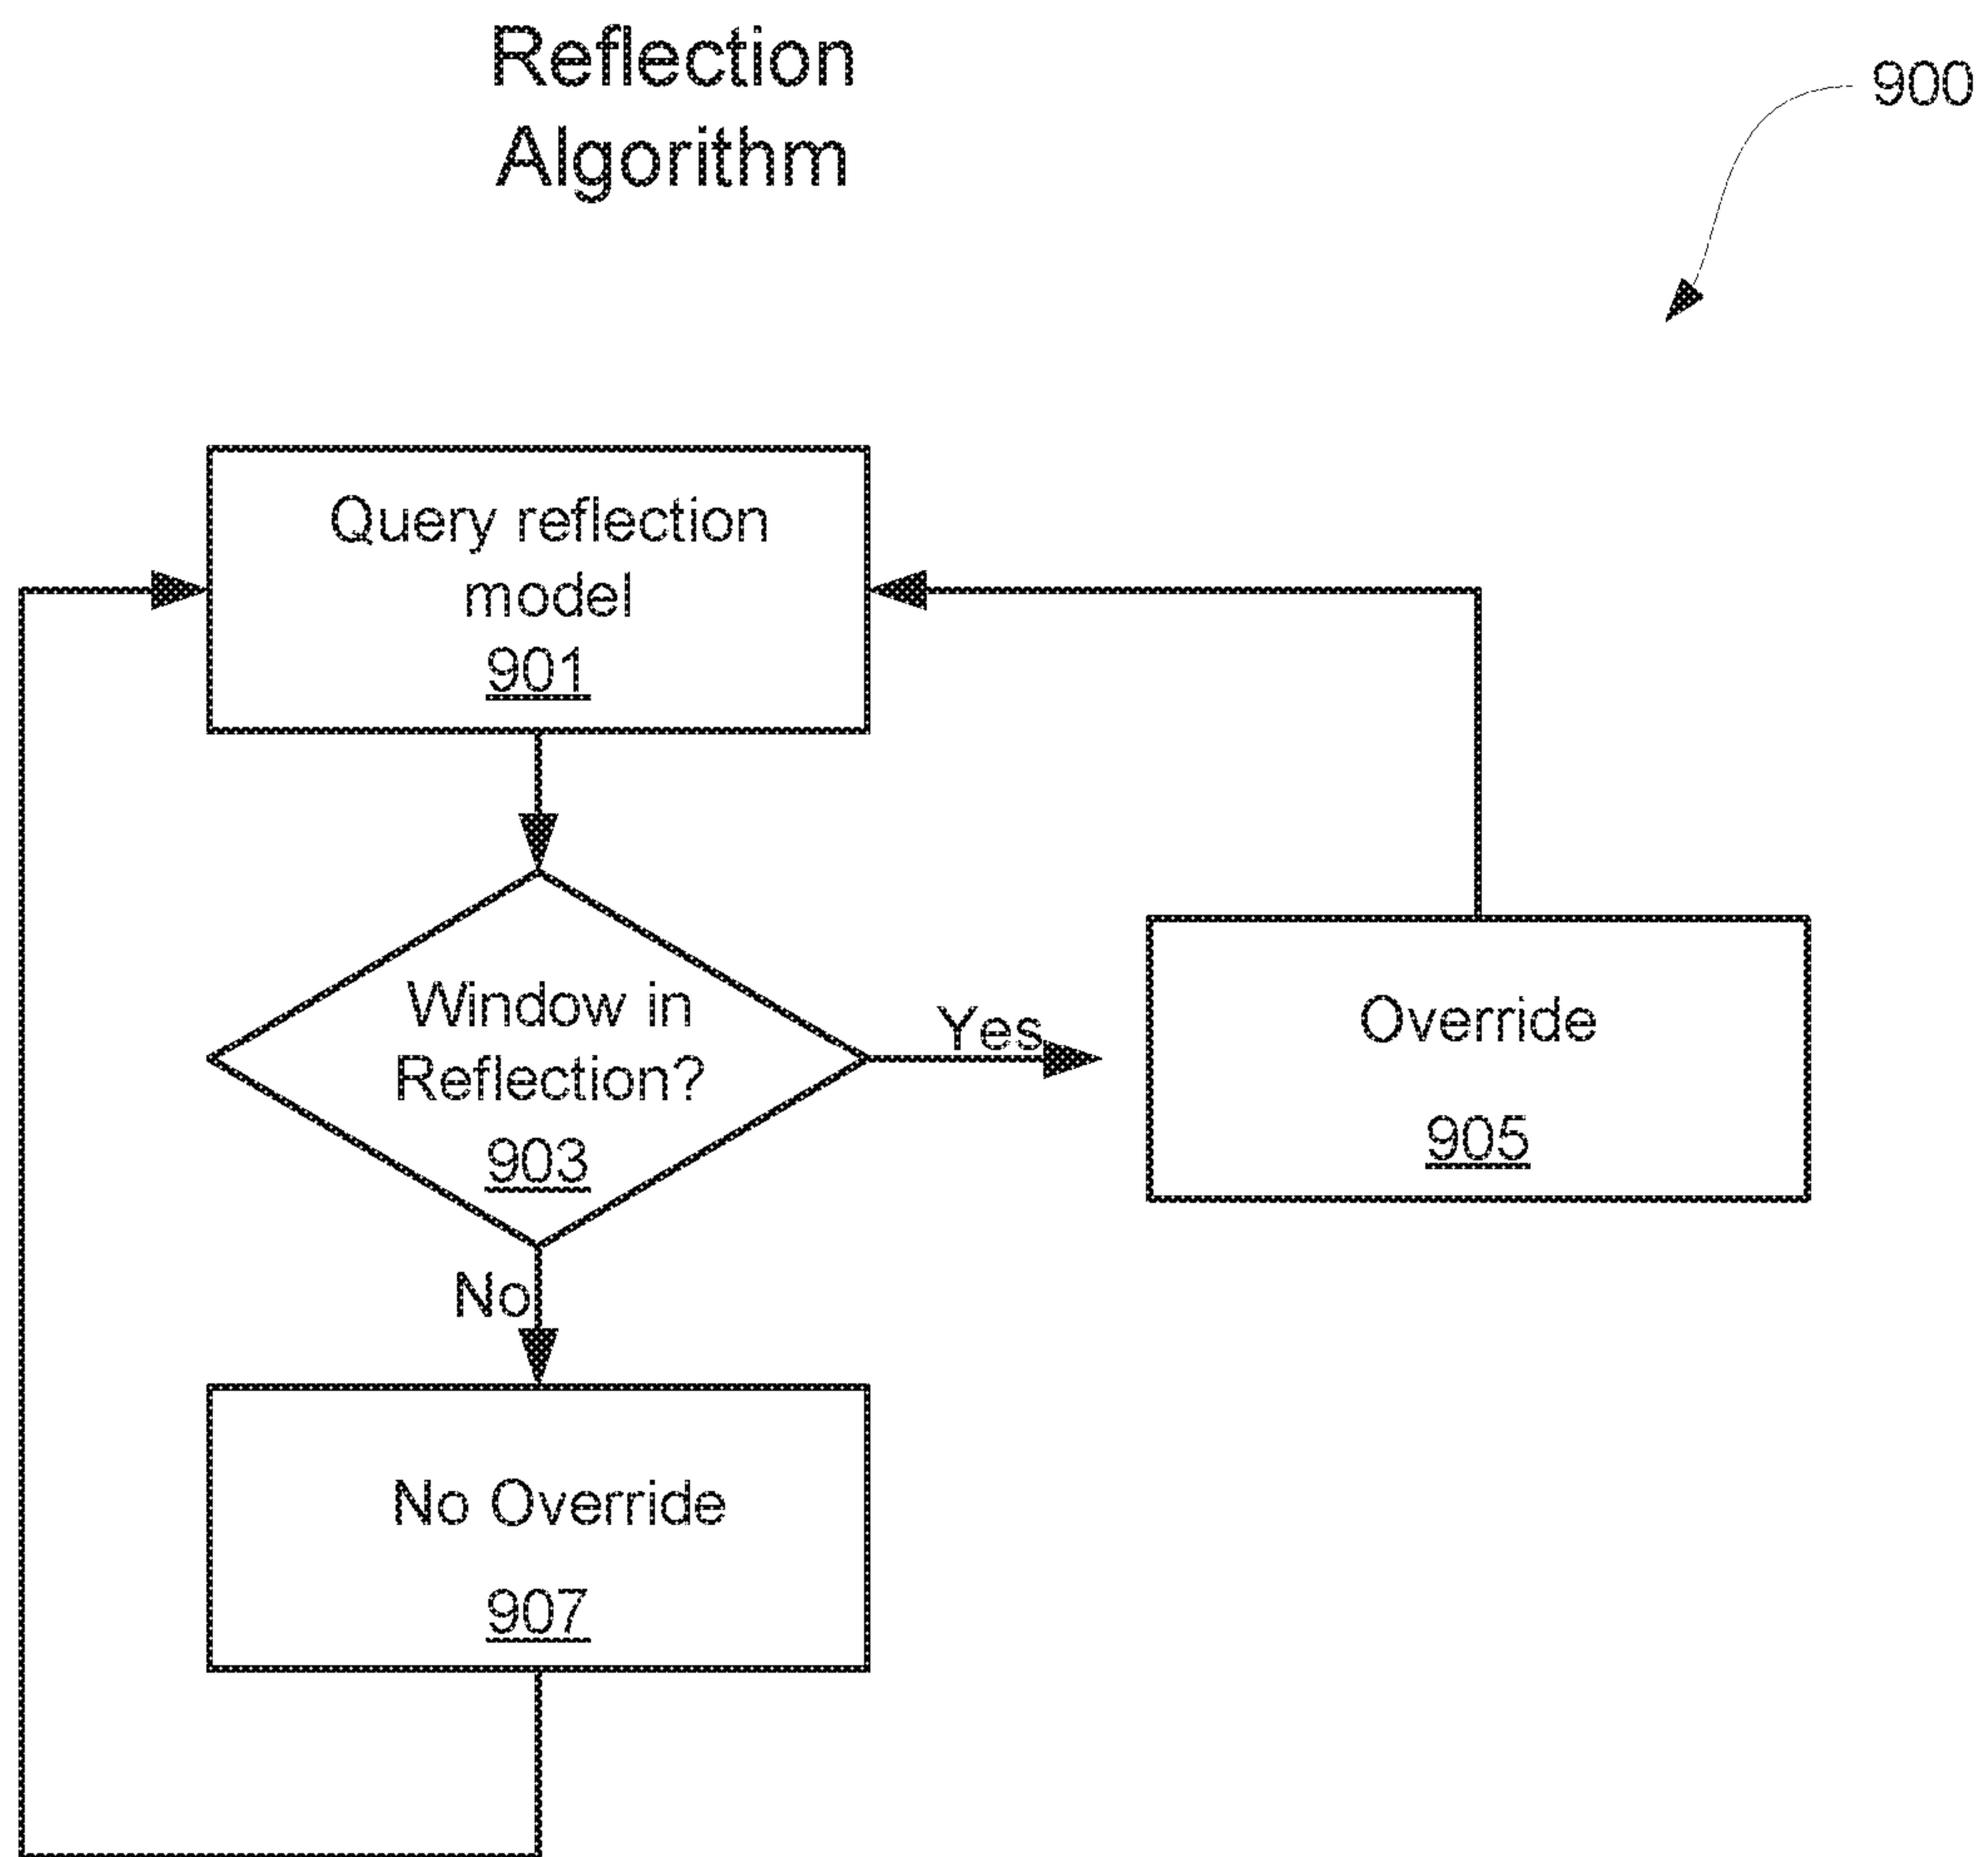 Reflection
Algorithm
900
Query reflection
model
901
Window in
Reflection?
903
Yes
Override
905
No
No Override
907